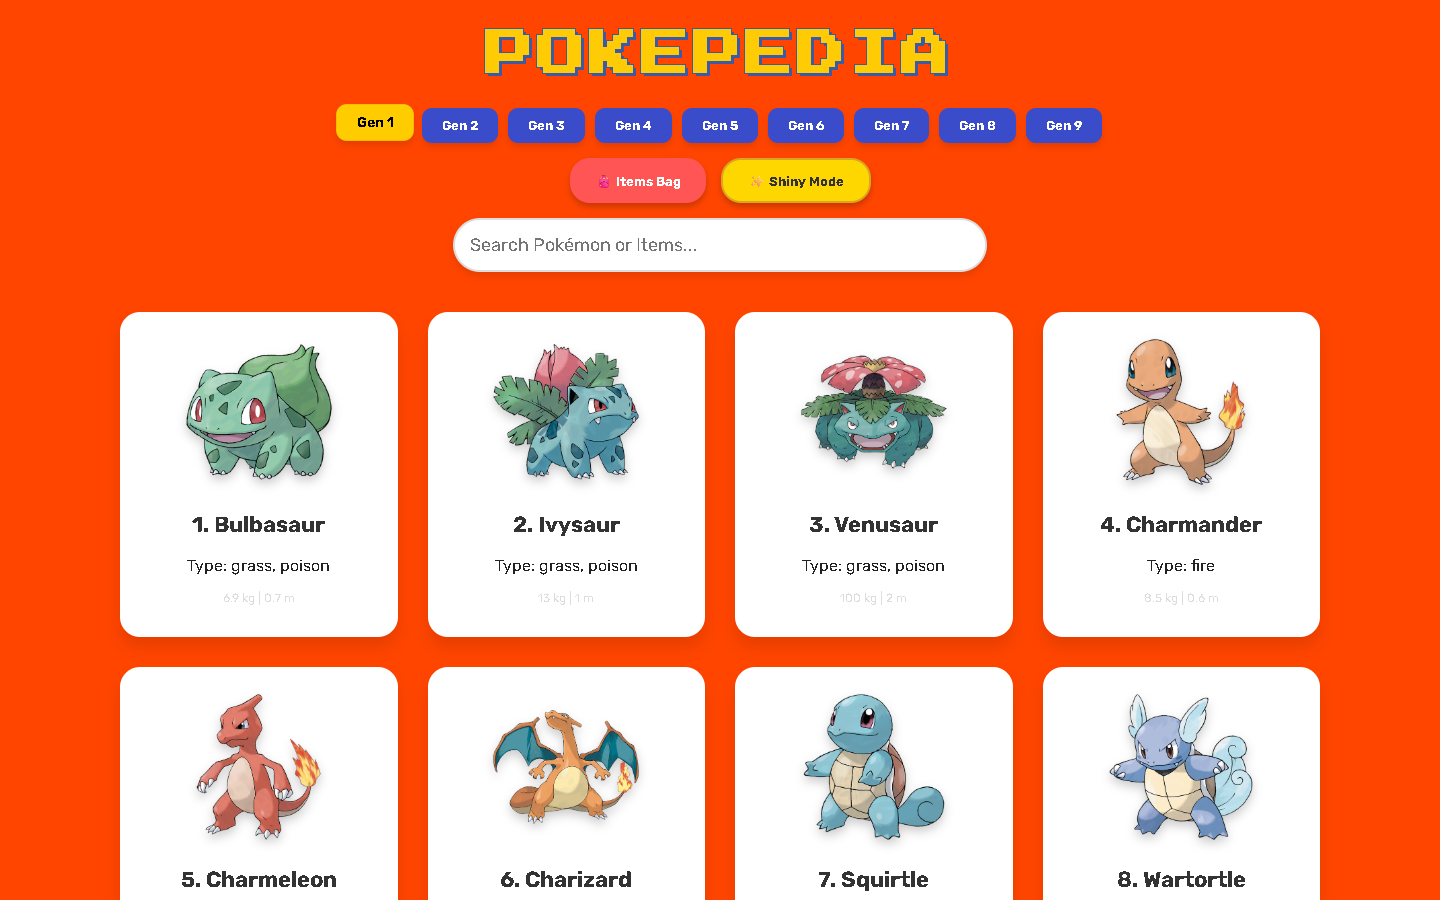 POKEPEDIA
Gen 1 Gen 2 Gen 3 Gen 4 Gen 5 Gen 6 Gen 7 Gen 8 Gen 9
Items Bag Shiny Mode
Search Pokémon or Items...
1. Bulbasaur 2. Ivysaur 3. Venusaur 4. Charmander
Type: grass, poison Type: grass, poison Type: grass, poison Type: fire
6.9 kg | 0.7 m 13 kg | 1 m 100 kg | 2 m 8.5 kg | 0.6 m
5. Charmeleon 6. Charizard 7. Squirtle 8. Wartortle